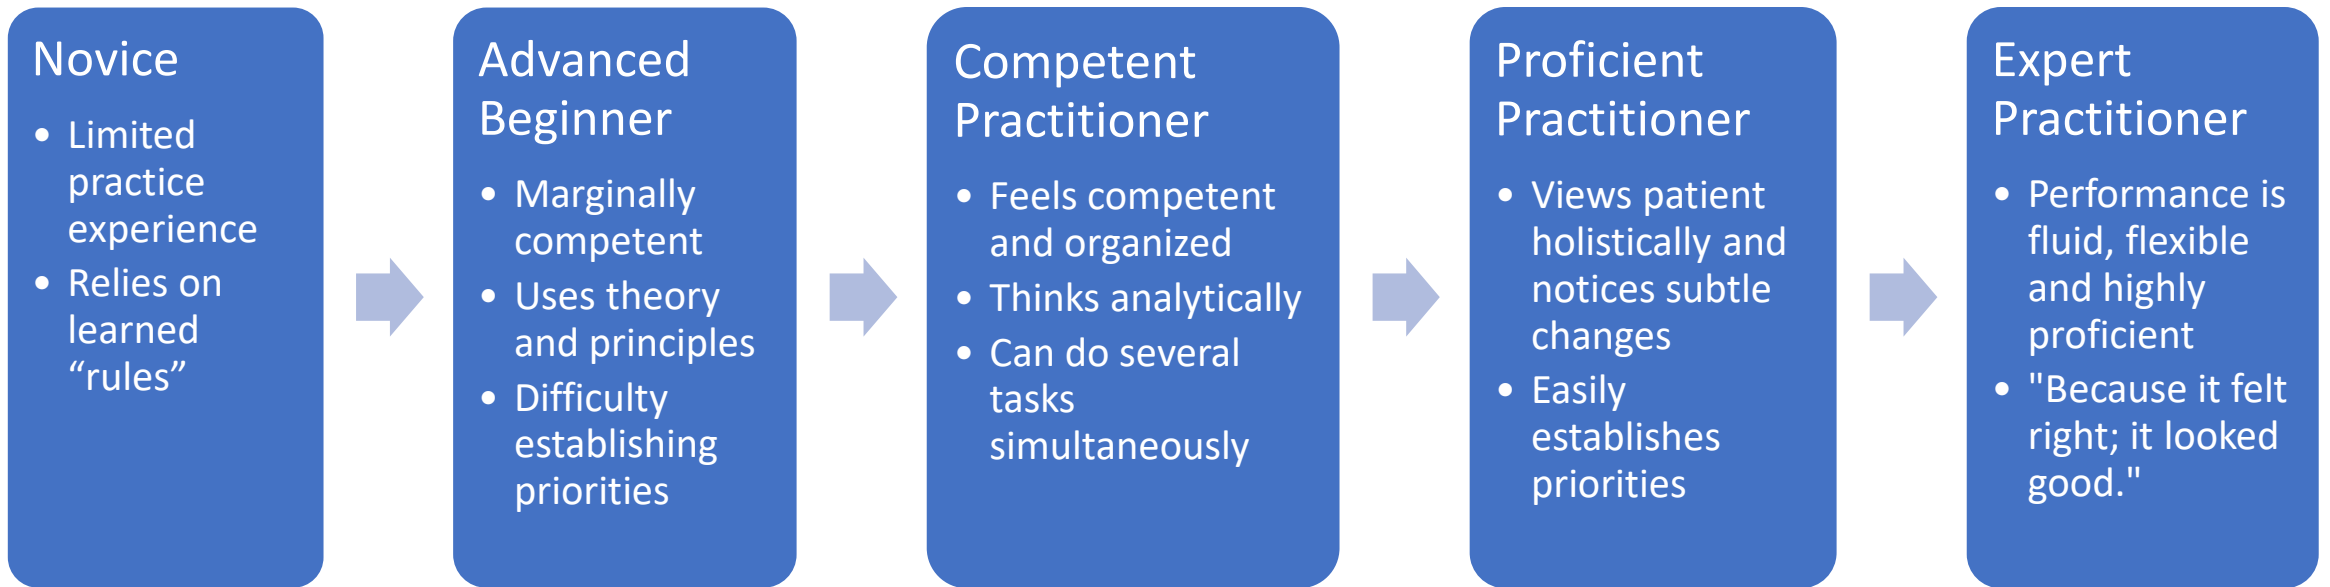 Novice
• Limited
practice
experience
• Relies on
learned
“rules”
Advanced
Beginner
• Marginally
competent
• Uses theory
and principles
• Difficulty
establishing
priorities
Competent
Practitioner
• Feels competent
and organized
• Thinks analytically
• Can do several
tasks
simultaneously
Proficient
Practitioner
• Views patient
holistically and
notices subtle
changes
• Easily
establishes
priorities
Expert
Practitioner
• Performance is
fluid, flexible
and highly
proficient
• "Because it felt
right; it looked
good."